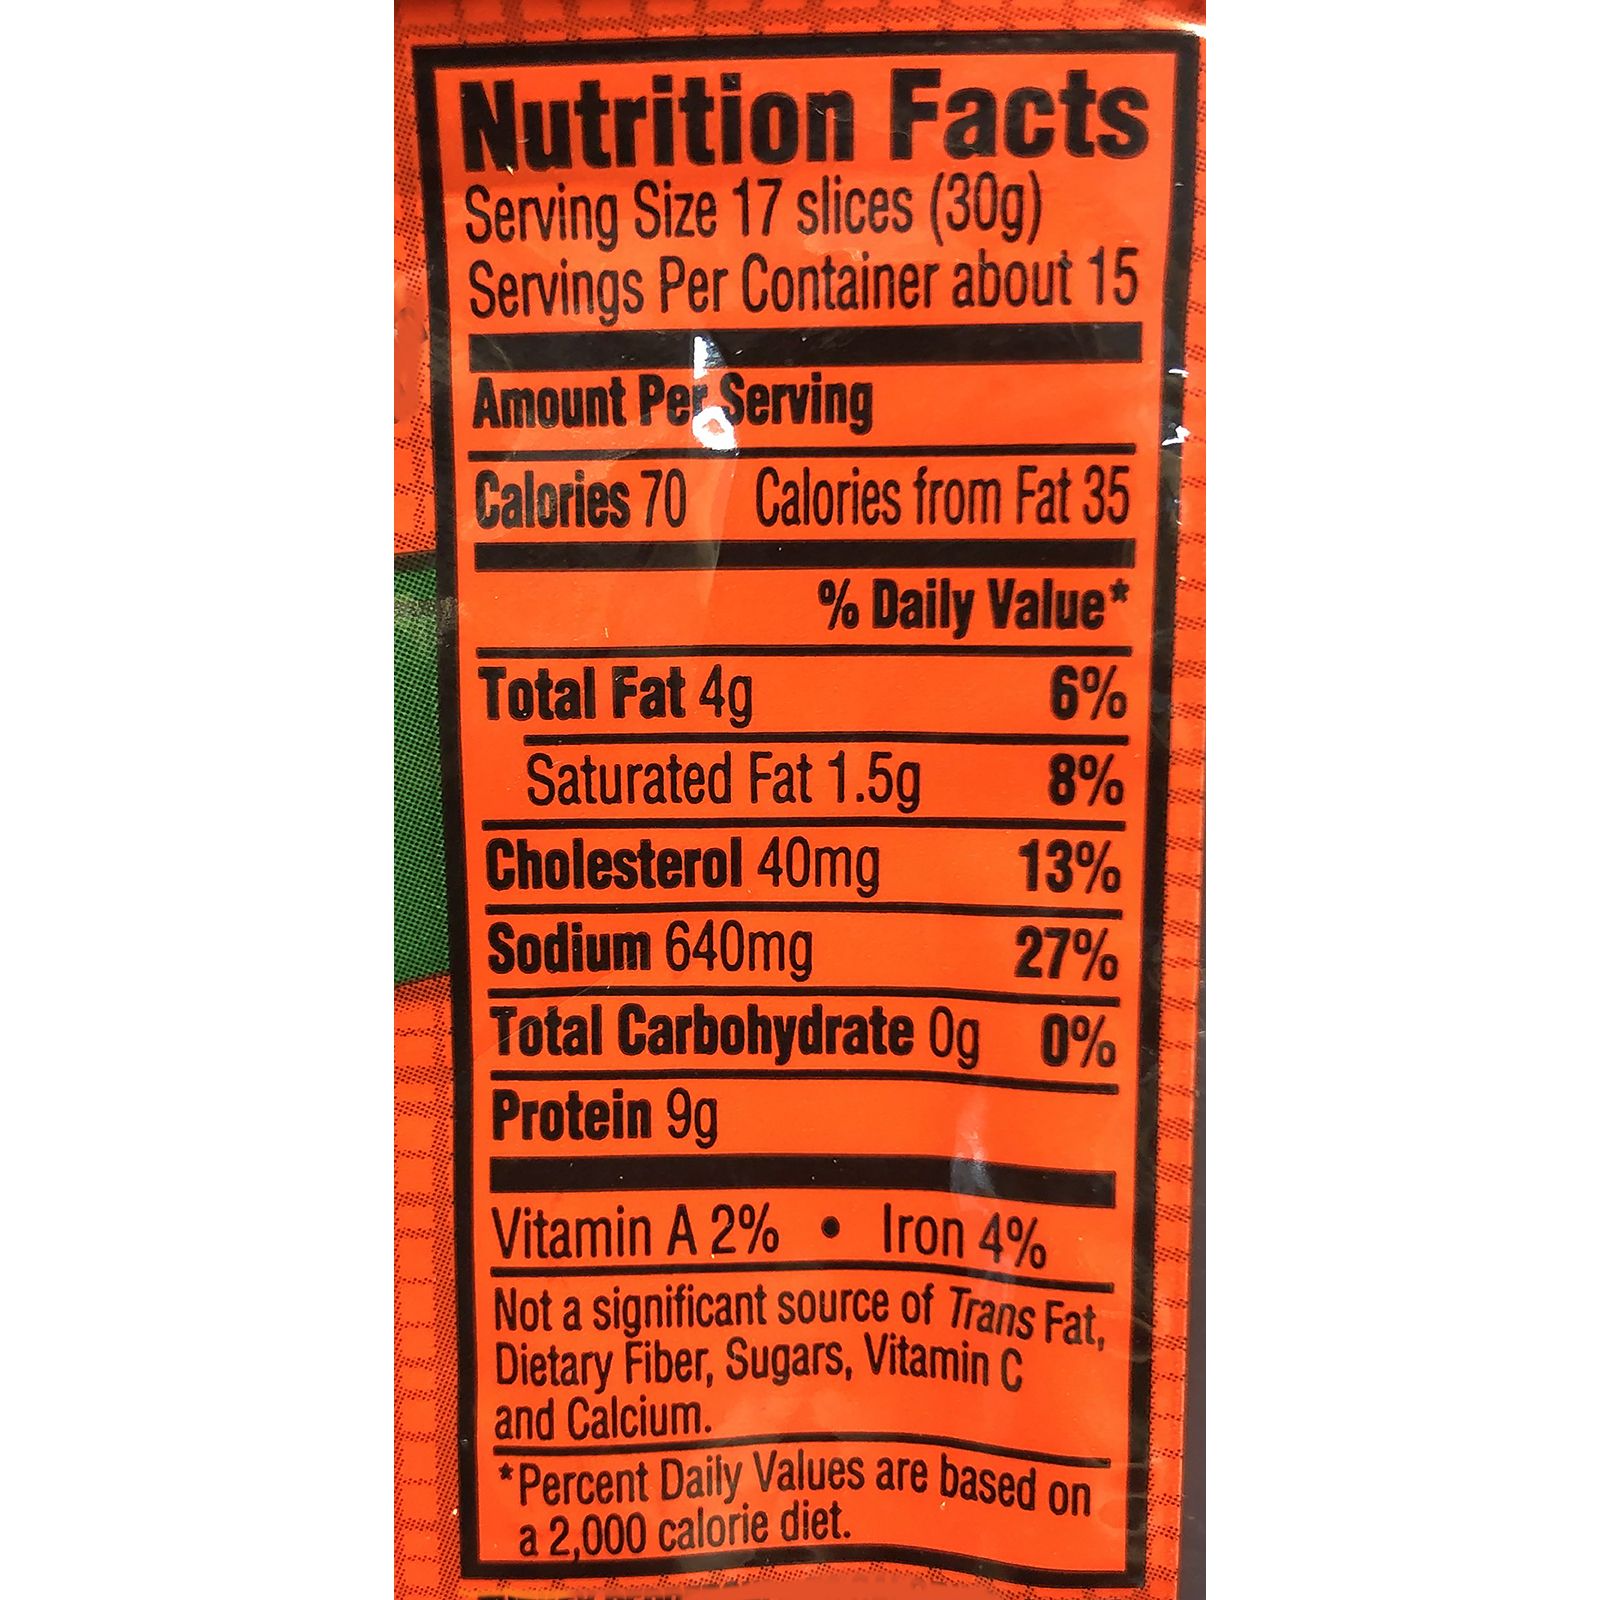 Nutrition Facts
Serving Size 17 slices (30g)
Servings Per Container about 15
Amount Per Serving
Calories 70 Calories from Fat 35
% Daily Value*
Total Fat 4g 6%
Saturated Fat 1.5g 8%
Cholesterol 40mg 13%
Sodium 640mg 27%
Total Carbohydrate 0g 0%
Protein 9g
Vitamin A 2% • Iron 4%
Not a significant source of Trans Fat,
Dietary Fiber, Sugars, Vitamin C
and Calcium.
*Percent Daily Values are based on
a 2,000 calorie diet.